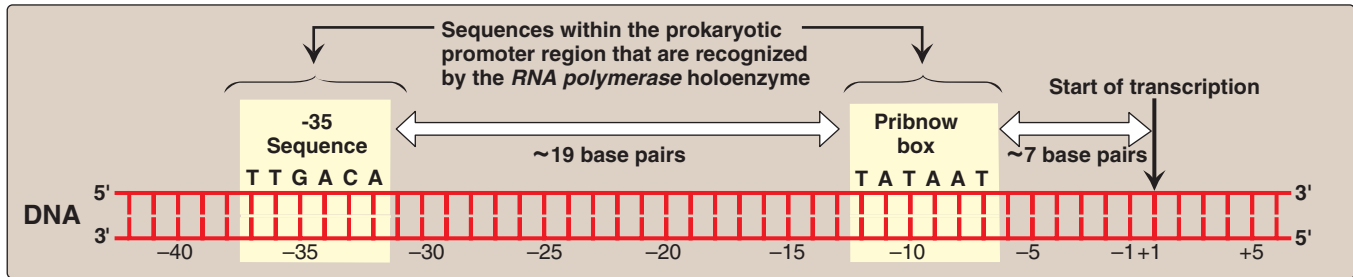 Sequences within the prokaryotic
promoter region that are recognized
by the RNA polymerase holoenzyme
Start of transcription
-35
Sequence
Pribnow
box
~19 base pairs
~7 base pairs
T T G A C A
T A T A A T
5' 3'
DNA
3' 5'
–40 –35 –30 –25 –20 –15 –10 –5 –1 +1 +5